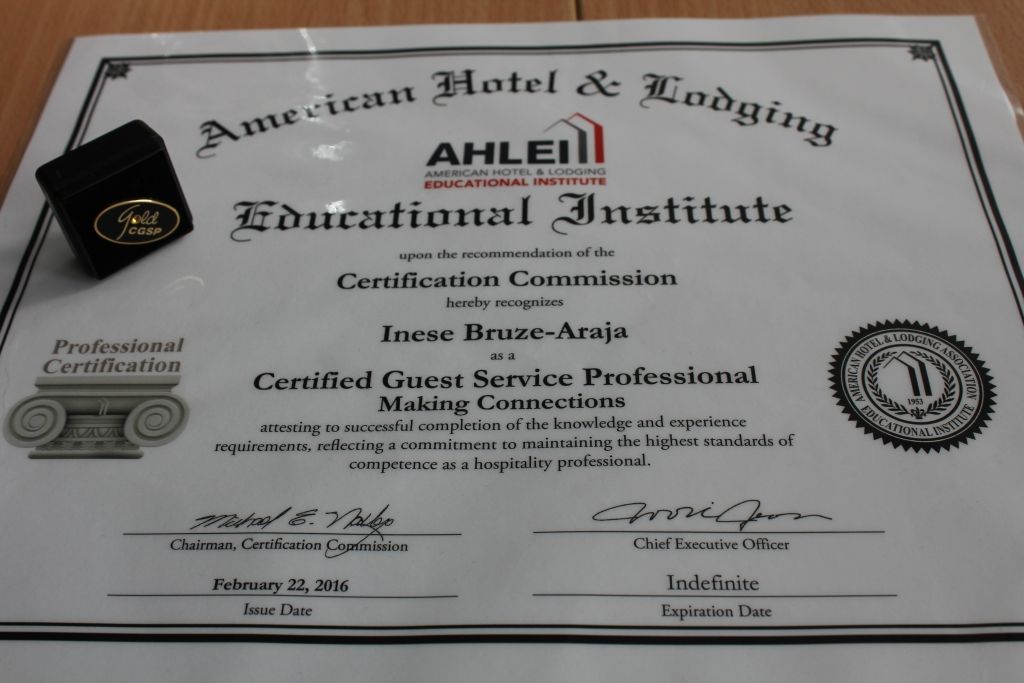 American Hotel & Lodging
AHLEI
AMERICAN HOTEL & LODGING
EDUCATIONAL INSTITUTE
Educational Institute
Gold
CGSP
upon the recommendation of the
Certification Commission
hereby recognizes
Inese Bruze-Araja
as a
Certified Guest Service Professional
Making Connections
attesting to successful completion of the knowledge and experience
requirements, reflecting a commitment to maintaining the highest standards of
competence as a hospitality professional.
Professional
Certification
AMERICAN HOTEL & LODGING ASSOCIATION
1953
EDUCATIONAL INSTITUTE
Michael E.
Chairman, Certification Commission
Chief Executive Officer
February 22, 2016
Issue Date
Indefinite
Expiration Date